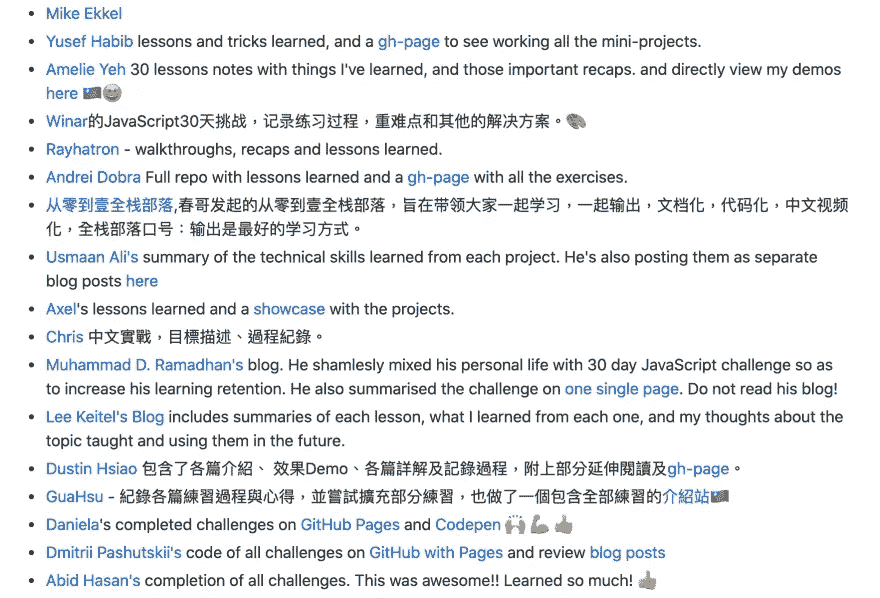 Mike Ekkel
Yusef Habib lessons and tricks learned, and a gh-page to see working all the mini-projects.
Amelie Yeh 30 lessons notes with things I've learned, and those important recaps. and directly view my demos
here
Winar的JavaScript30天挑战，记录练习过程，重难点和其他的解决方案。
Rayhatron - walkthroughs, recaps and lessons learned.
Andrei Dobra Full repo with lessons learned and a gh-page with all the exercises.
从零到壹全栈部落,春哥发起的从零到壹全栈部落，旨在带领大家一起学习，一起输出，文档化，代码化，中文视频
化，全栈部落口号：输出是最好的学习方式。
Usmaan Ali's summary of the technical skills learned from each project. He's also posting them as separate
blog posts here
Axel's lessons learned and a showcase with the projects.
Chris 中文實戰，目標描述、過程紀錄。
Muhammad D. Ramadhan's blog. He shamlesly mixed his personal life with 30 day JavaScript challenge so as
to increase his learning retention. He also summarised the challenge on one single page. Do not read his blog!
Lee Keitel's Blog includes summaries of each lesson, what I learned from each one, and my thoughts about the
topic taught and using them in the future.
Dustin Hsiao 包含了各篇介紹、 效果Demo、各篇詳解及記錄過程，附上部分延伸閱讀及gh-page。
GuaHsu - 紀錄各篇練習過程與心得，並嘗試擴充部分練習，也做了一個包含全部練習的介紹站
Daniela's completed challenges on GitHub Pages and Codepen
Dmitrii Pashutskii's code of all challenges on GitHub with Pages and review blog posts
Abid Hasan's completion of all challenges. This was awesome!! Learned so much!